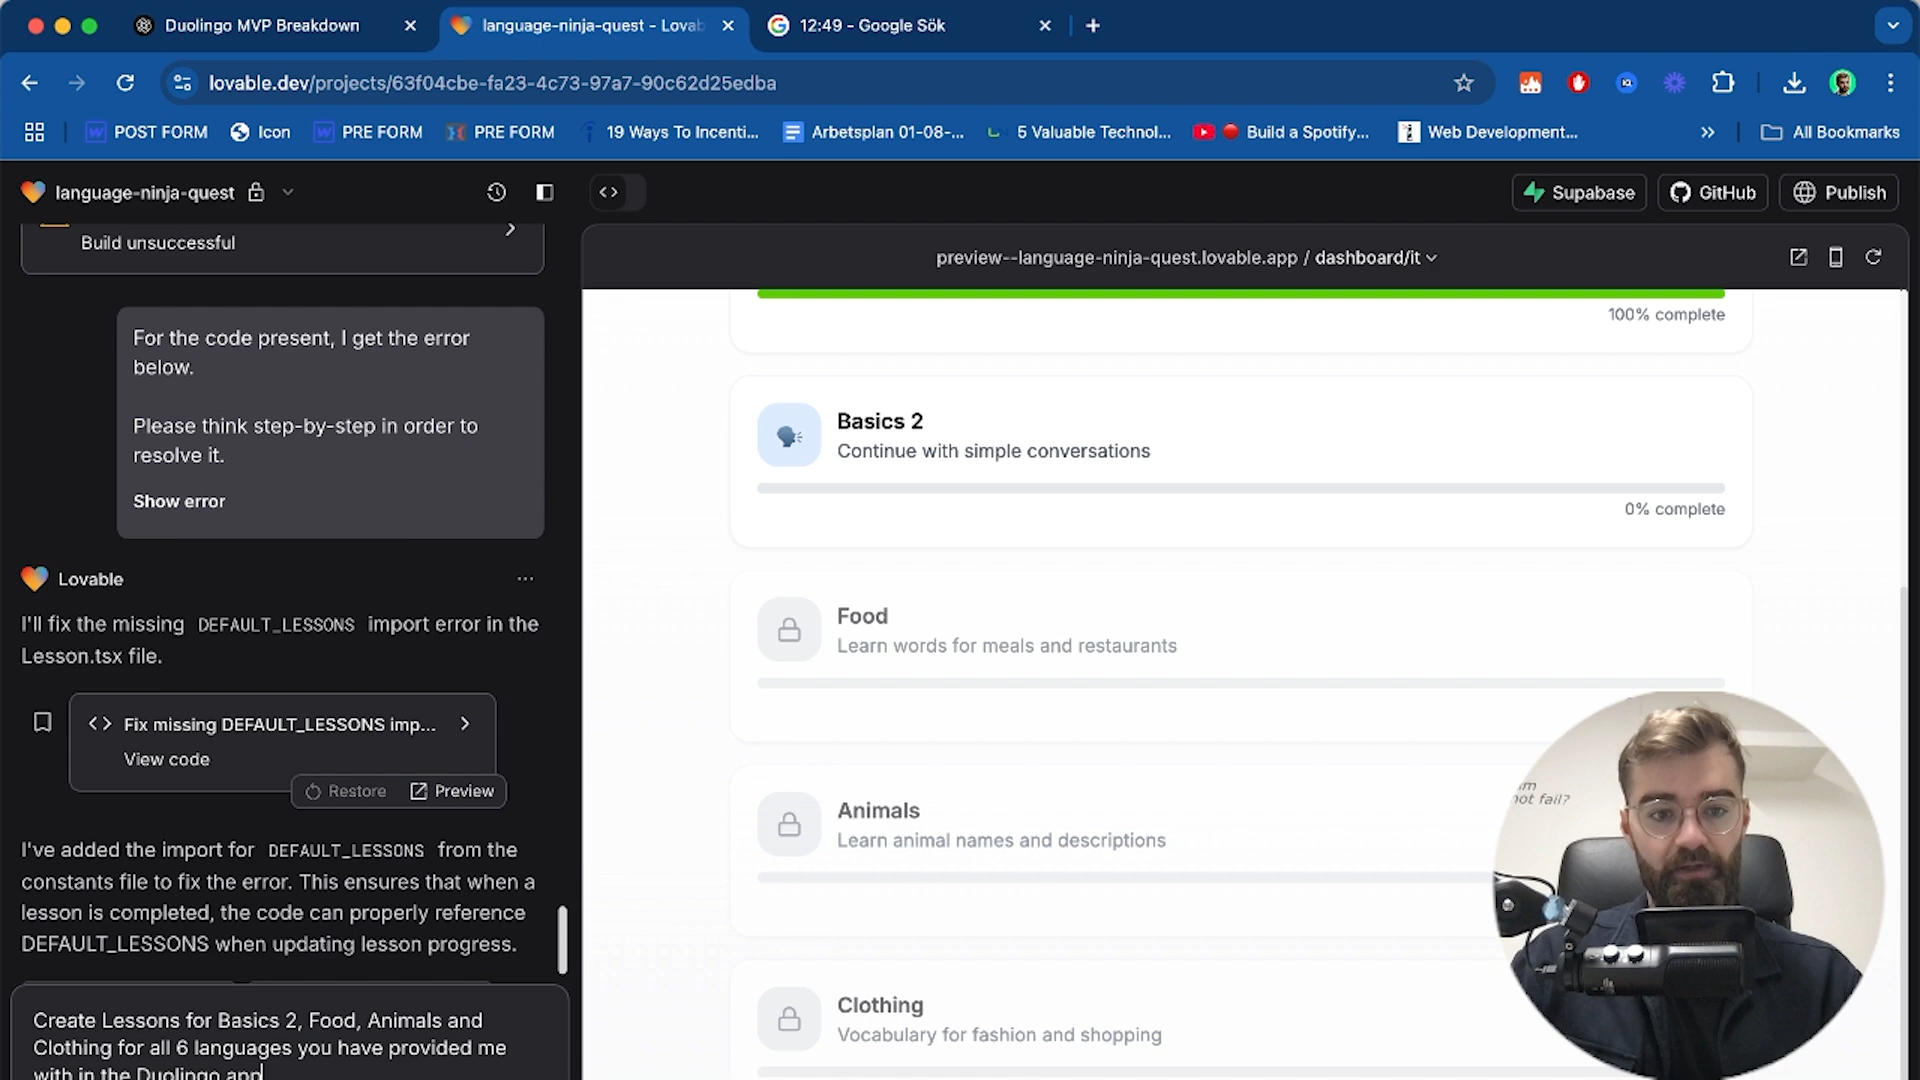 Duolingo MVP Breakdown
language-ninja-quest - Lovab
12:49 - Google Sök
lovable.dev/projects/63f04cbe-fa23-4c73-97a7-90c62d25edba
POST FORM
Icon
PRE FORM
PRE FORM
19 Ways To Incenti...
Arbetsplan 01-08-...
5 Valuable Technol...
Build a Spotify...
Web Development...
All Bookmarks
language-ninja-quest
Supabase
GitHub
Publish
Build unsuccessful
For the code present, I get the error
below.
Please think step-by-step in order to
resolve it.
Show error
Lovable
I'll fix the missing DEFAULT_LESSONS import error in the
Lesson.tsx file.
Fix missing DEFAULT_LESSONS imp...
View code
Restore
Preview
I've added the import for DEFAULT_LESSONS from the
constants file to fix the error. This ensures that when a
lesson is completed, the code can properly reference
DEFAULT_LESSONS when updating lesson progress.
Create Lessons for Basics 2, Food, Animals and
Clothing for all 6 languages you have provided me
with in the Duolingo app
preview--language-ninja-quest.lovable.app / dashboard/it
100% complete
Basics 2
Continue with simple conversations
0% complete
Food
Learn words for meals and restaurants
Animals
Learn animal names and descriptions
Clothing
Vocabulary for fashion and shopping
not fail?